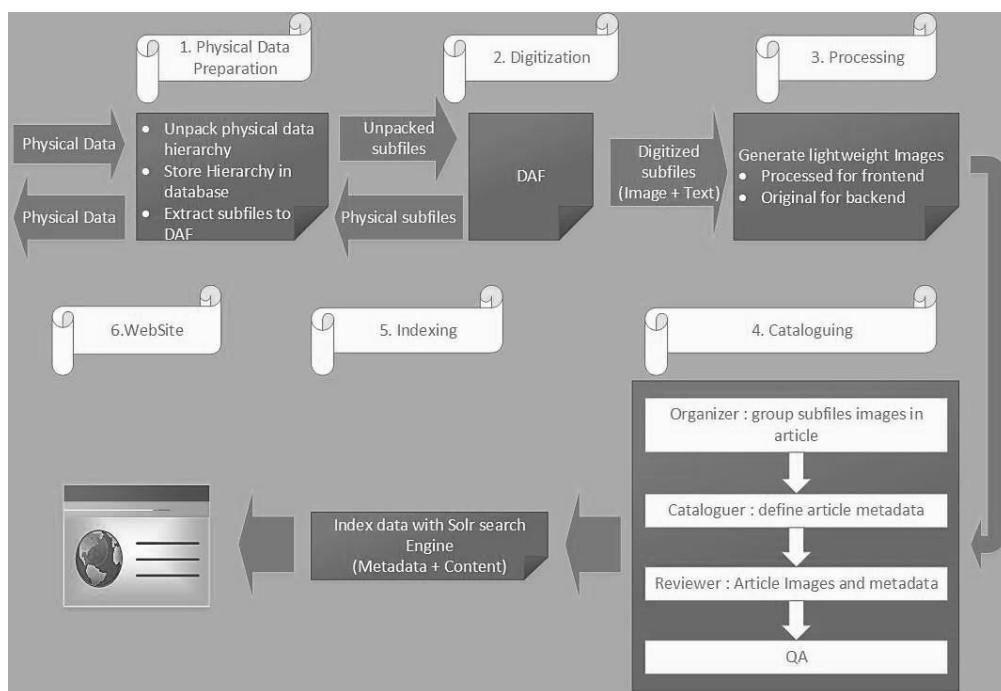 1. Physical Data
Preparation
2. Digitization
3. Processing
Physical Data
Physical Data
• Unpack physical data
hierarchy
• Store Hierarchy in
database
• Extract subfiles to
DAF
Unpacked
subfiles
Physical subfiles
DAF
Digitized
subfiles
(Image + Text)
Generate lightweight Images
• Processed for frontend
• Original for backend
6.WebSite
5. Indexing
4. Cataloguing
Organizer : group subfiles images in
article
Cataloguer : define article metadata
Reviewer : Article Images and metadata
QA
Index data with Solr search
Engine
(Metadata + Content)